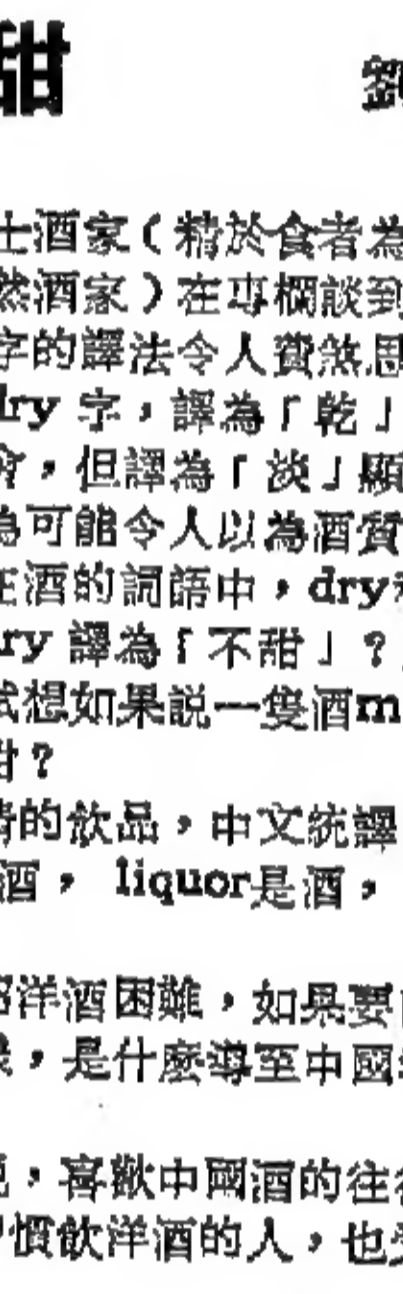 甜 劉
士酒家(精於食者為
然酒家)在專欄談到
字的譯法令人費煞思
dry 字,譯為「乾」
會,但譯為「淡」顯
為可能令人以為酒質
在酒的詞語中,dry
dry 譯為「不甜」?
試想如果說一隻酒m
甜?
的飲品,中文統譯
酒, liquor是酒,
洋酒困難,如果要
,是什麼導至中國
,喜歡中國酒的往往
習慣飲洋酒的人,也受